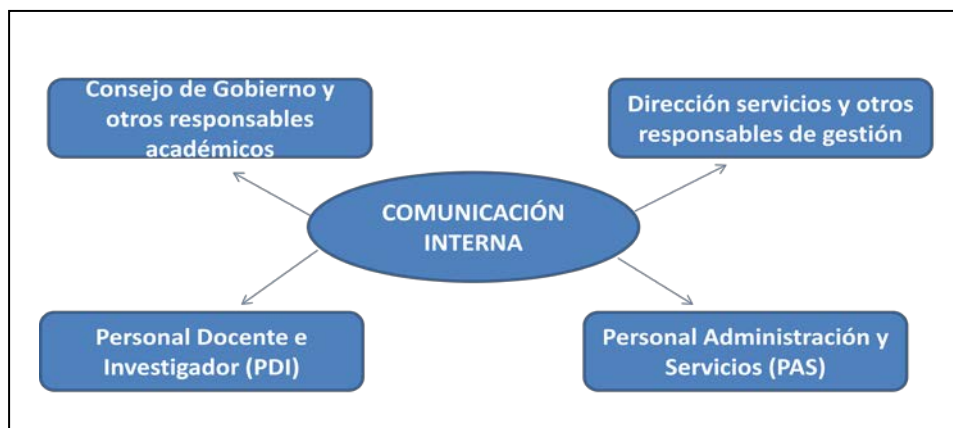 Consejo de Gobierno y
otros responsables
académicos
Dirección servicios y otros
responsables de gestión
COMUNICACIÓN
INTERNA
Personal Docente e
Investigador (PDI)
Personal Administración y
Servicios (PAS)